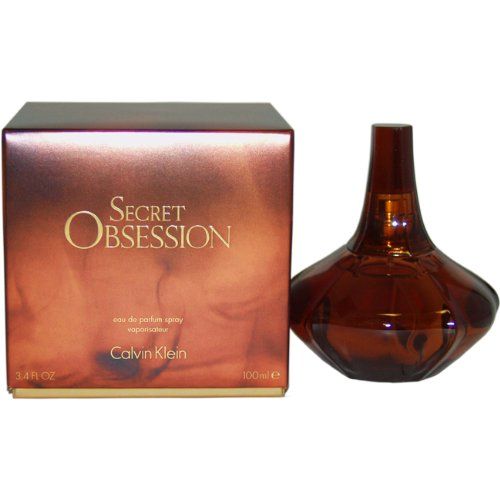 SECRET
OBSESSION
eau de parfum spray
vaporisateur
Calvin Klein
3.4 FL OZ 100 ml e